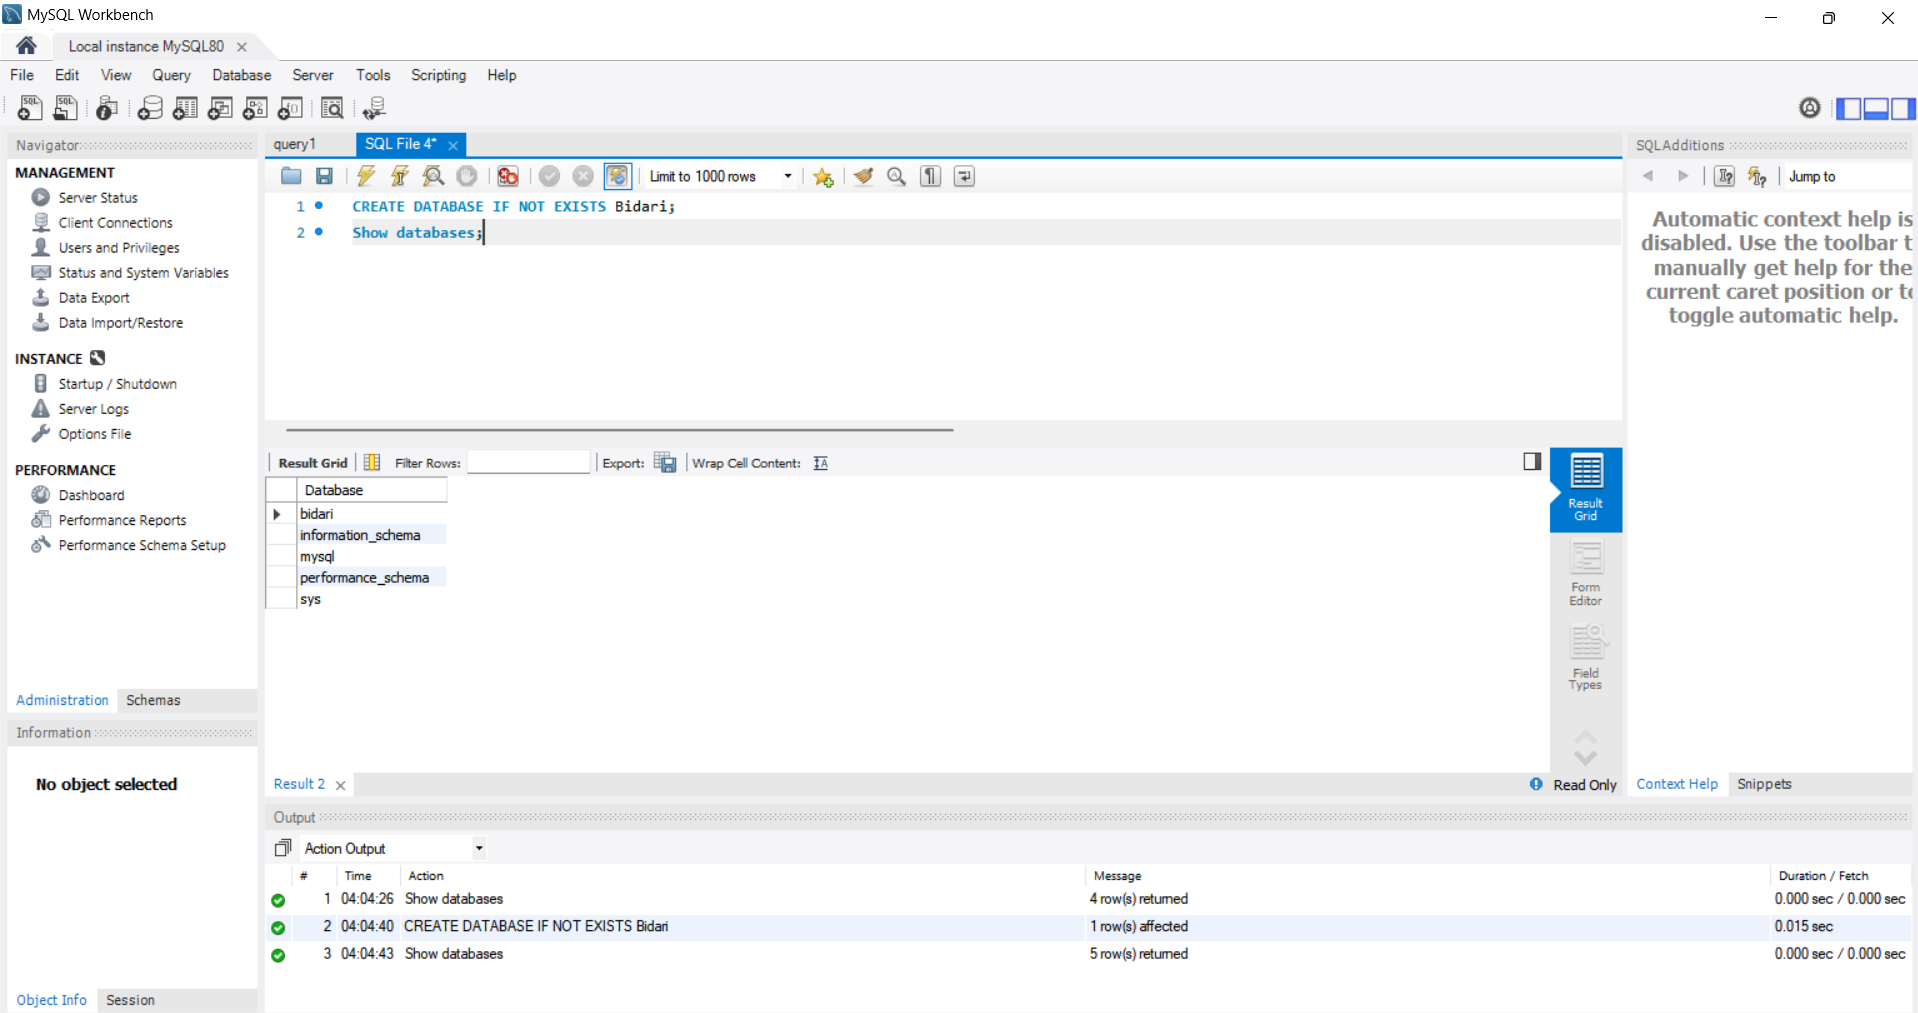 MySQL Workbench
Local instance MySQL80
File Edit View Query Database Server Tools Scripting Help
Navigator
MANAGEMENT
Server Status
Client Connections
Users and Privileges
Status and System Variables
Data Export
Data Import/Restore
INSTANCE
Startup / Shutdown
Server Logs
Options File
PERFORMANCE
Dashboard
Performance Reports
Performance Schema Setup
Administration Schemas
Information
No object selected
Object Info Session
query1 SQL File 4*
Limit to 1000 rows
1 CREATE DATABASE IF NOT EXISTS Bidari;
2 Show databases;
Result Grid Filter Rows: Export: Wrap Cell Content:
Database
bidari
information_schema
mysql
performance_schema
sys
Result
Grid
Form
Editor
Field
Types
Result 2 Read Only
SQLAdditions
Jump to
Automatic context help is
disabled. Use the toolbar t
manually get help for the
current caret position or to
toggle automatic help.
Context Help Snippets
Output
Action Output
# Time Action Message Duration / Fetch
1 04:04:26 Show databases 4 row(s) returned 0.000 sec / 0.000 sec
2 04:04:40 CREATE DATABASE IF NOT EXISTS Bidari 1 row(s) affected 0.015 sec
3 04:04:43 Show databases 5 row(s) returned 0.000 sec / 0.000 sec